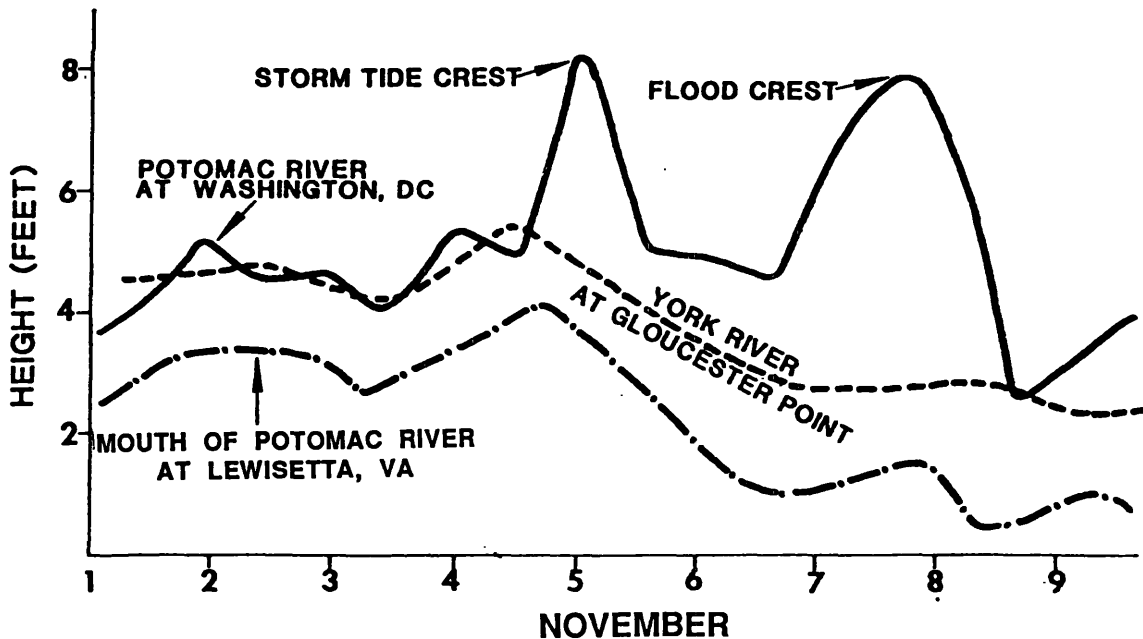 8
6
4
2
HEIGHT (FEET)
STORM TIDE CREST
FLOOD CREST
POTOMAC RIVER
AT WASHINGTON, DC
YORK RIVER
AT GLOUCESTER POINT
MOUTH OF POTOMAC RIVER
AT LEWISETTA, VA
1 2 3 4 5 6 7 8 9
NOVEMBER